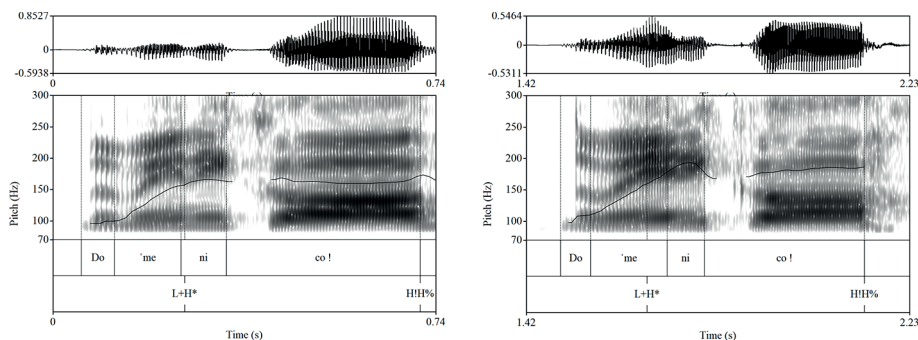 0.8527
0
-0.5938
0
0.74
Time (s)
300
250
200
150
100
70
Pitch (Hz)
Do ˈme ni co !
L+H* H!H%
0
0.74
Time (s)
0.5464
0
-0.5311
1.42
2.23
Time (s)
300
250
200
150
100
70
Pitch (Hz)
Do ˈme ni co !
L+H* H!H%
1.42
2.23
Time (s)